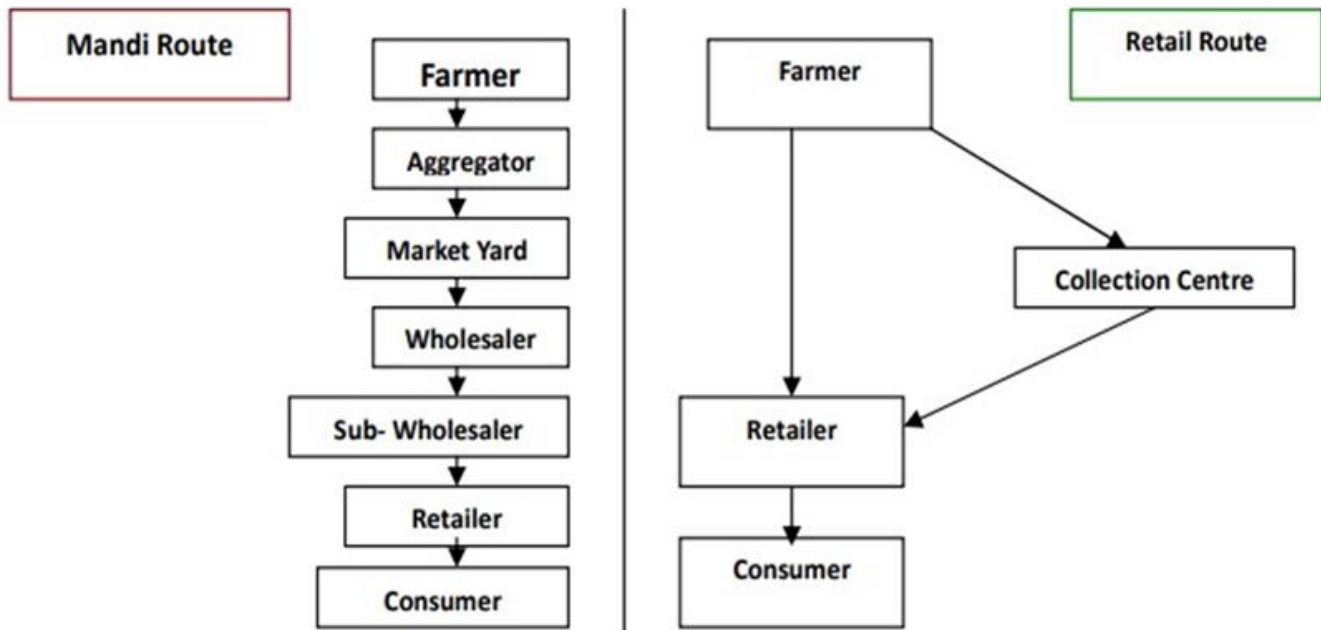 Mandi Route
Farmer
Aggregator
Market Yard
Wholesaler
Sub- Wholesaler
Retailer
Consumer
Retail Route
Farmer
Collection Centre
Retailer
Consumer